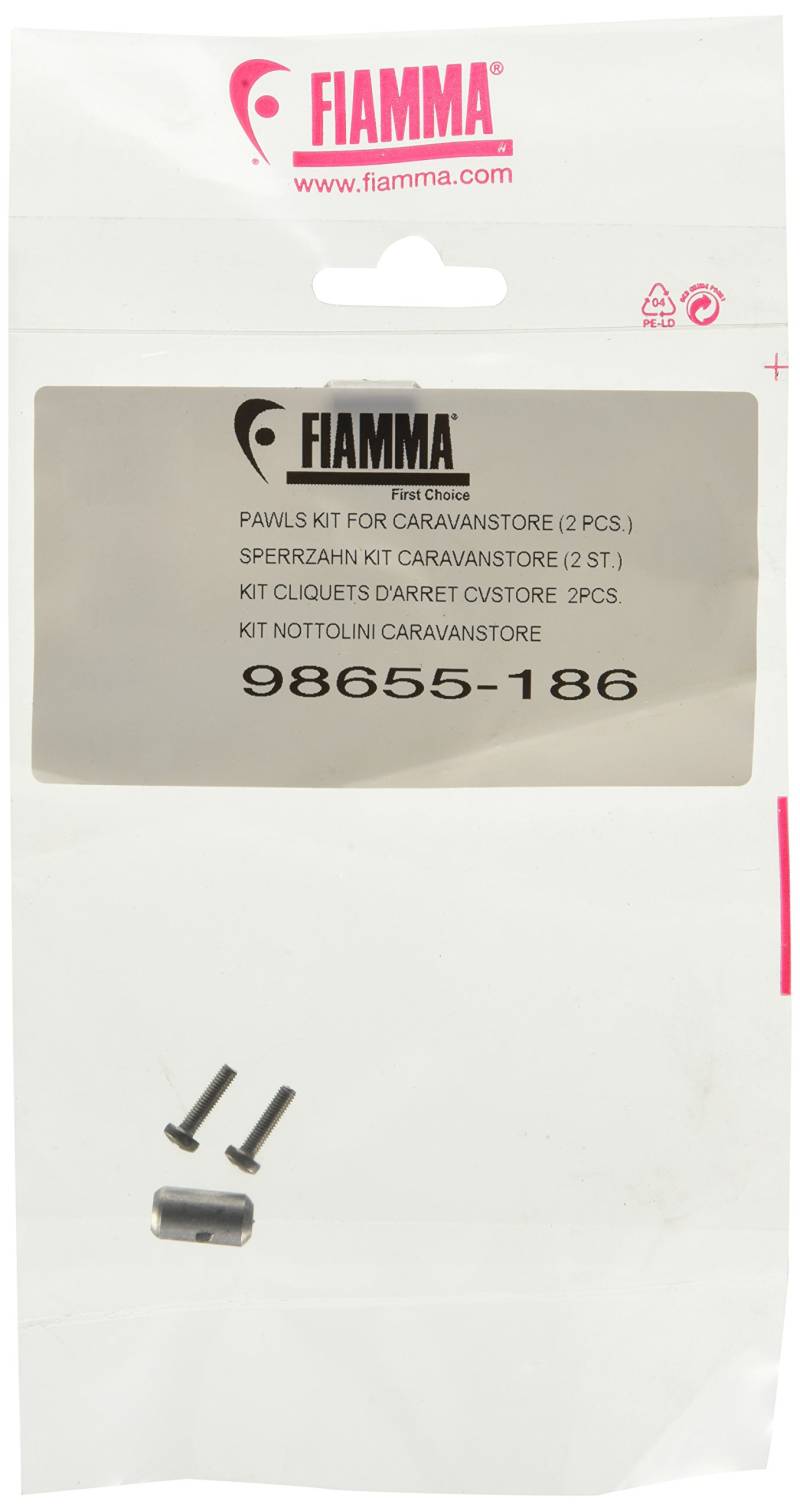 FIAMMA®
www.fiamma.com
04
PE-LD
FIAMMA®
First Choice
PAWLS KIT FOR CARAVANSTORE (2 PCS.)
SPERRZAHN KIT CARAVANSTORE (2 ST.)
KIT CLIQUETS D'ARRET CVSTORE 2PCS.
KIT NOTTOLINI CARAVANSTORE
98655-186